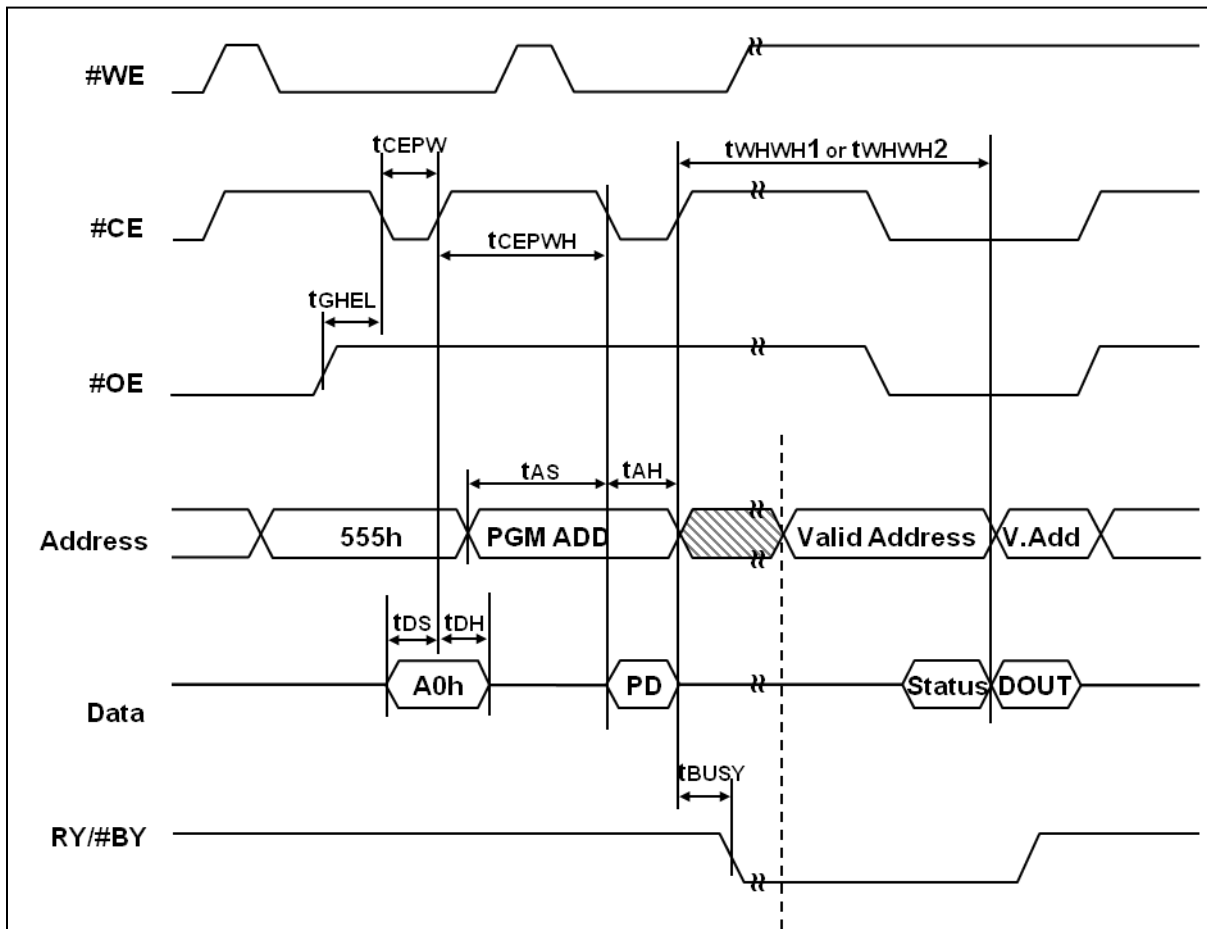 #WE
tCEPW
tWHWH1 or tWHWH2
#CE
tCEPWH
tGHEL
#OE
tAS
tAH
Address
555h
PGM ADD
Valid Address
V.Add
tDS
tDH
A0h
PD
Status
DOUT
Data
tBUSY
RY/#BY